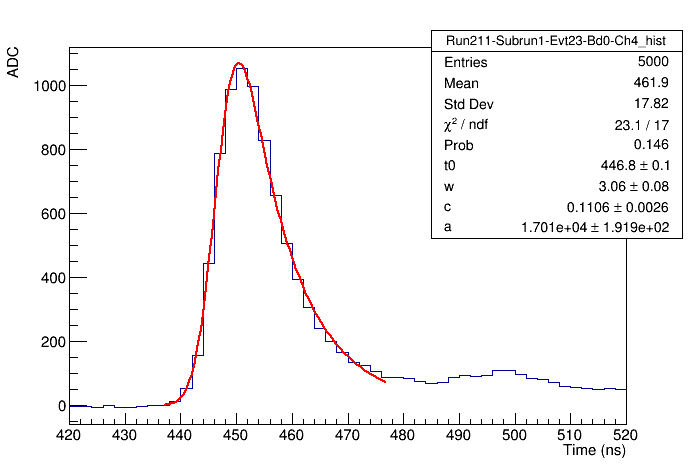 Run211-Subrun1-Evt23-Bd0-Ch4_hist
Entries 5000
Mean 461.9
Std Dev 17.82
χ² / ndf 23.1 / 17
Prob 0.146
t0 446.8 ± 0.1
w 3.06 ± 0.08
c 0.1106 ± 0.0026
a 1.701e+04 ± 1.919e+02
ADC
1000
800
600
400
200
0
420 430 440 450 460 470 480 490 500 510 520
Time (ns)